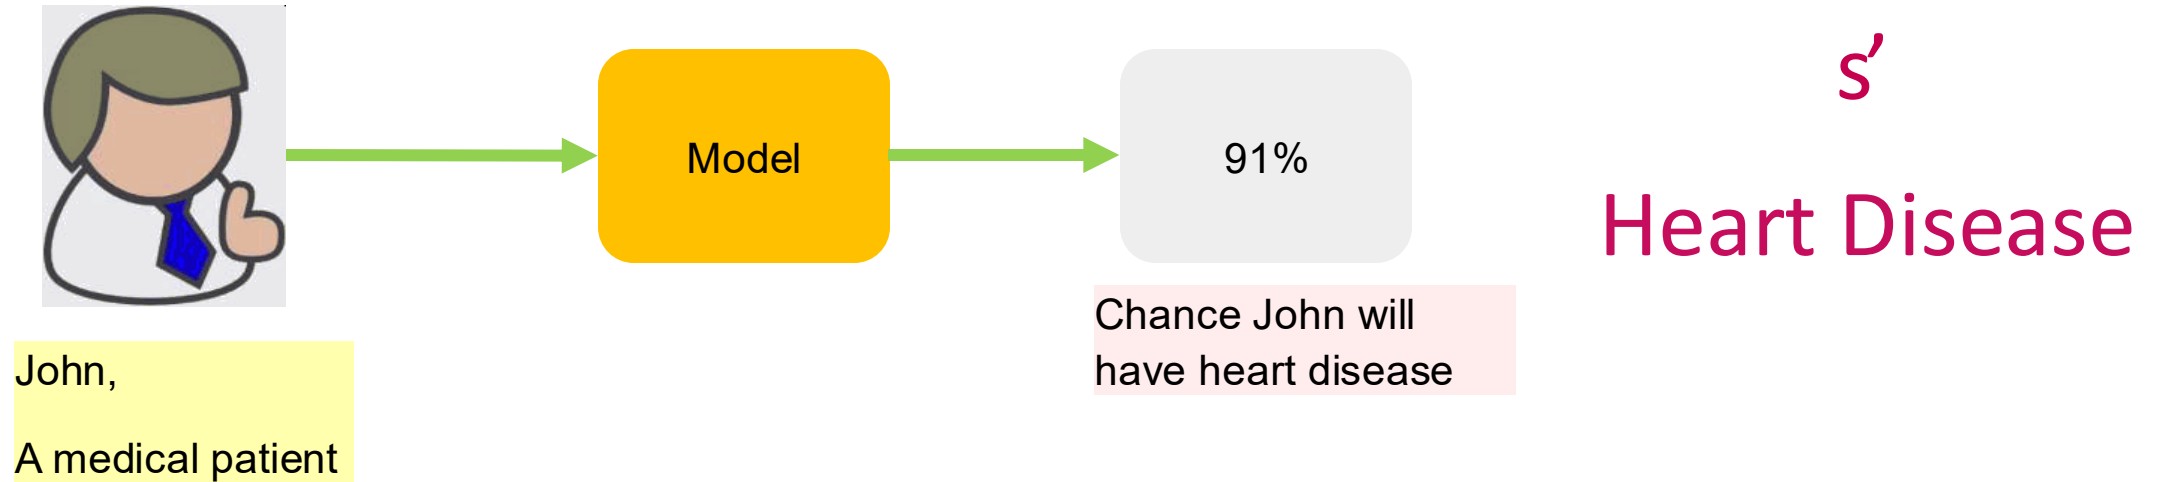 s’
Model
91%
Heart Disease
Chance John will
have heart disease
John,
A medical patient